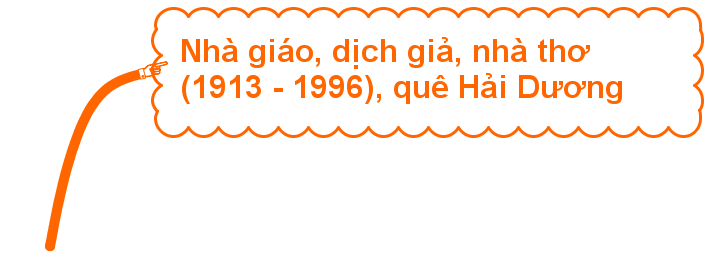 Nhà giáo, dịch giả, nhà thơ
(1913 - 1996), quê Hải Dương